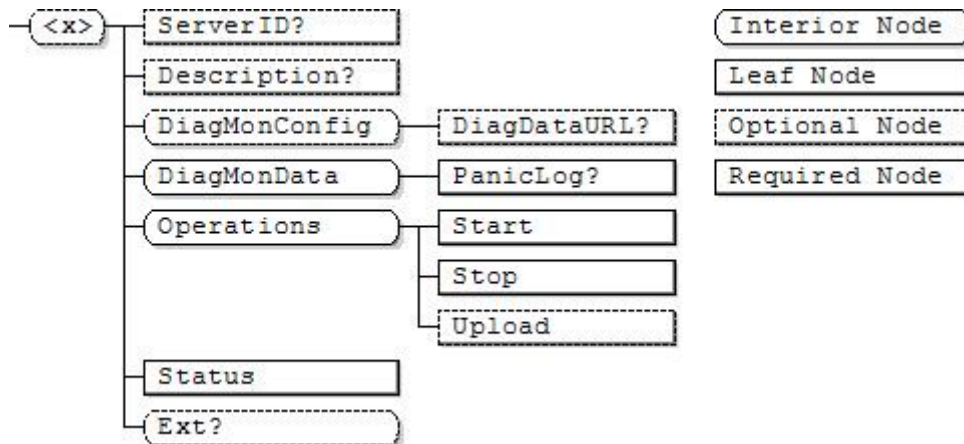 <x> ServerID? Interior Node
Description? Leaf Node
DiagMonConfig DiagDataURL? Optional Node
DiagMonData PanicLog? Required Node
Operations Start
Stop
Upload
Status
Ext?